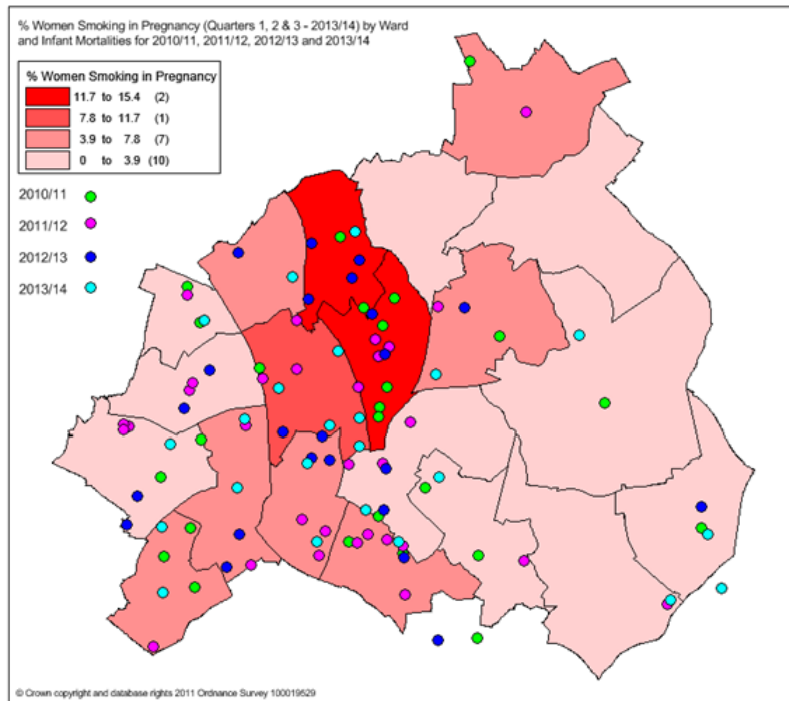 % Women Smoking in Pregnancy (Quarters 1, 2 & 3 - 2013/14) by Ward
and Infant Mortalities for 2010/11, 2011/12, 2012/13 and 2013/14
% Women Smoking in Pregnancy
11.7 to 15.4 (2)
7.8 to 11.7 (1)
3.9 to 7.8 (7)
0 to 3.9 (10)
2010/11
2011/12
2012/13
2013/14
© Crown copyright and database rights 2011 Ordnance Survey 100019529